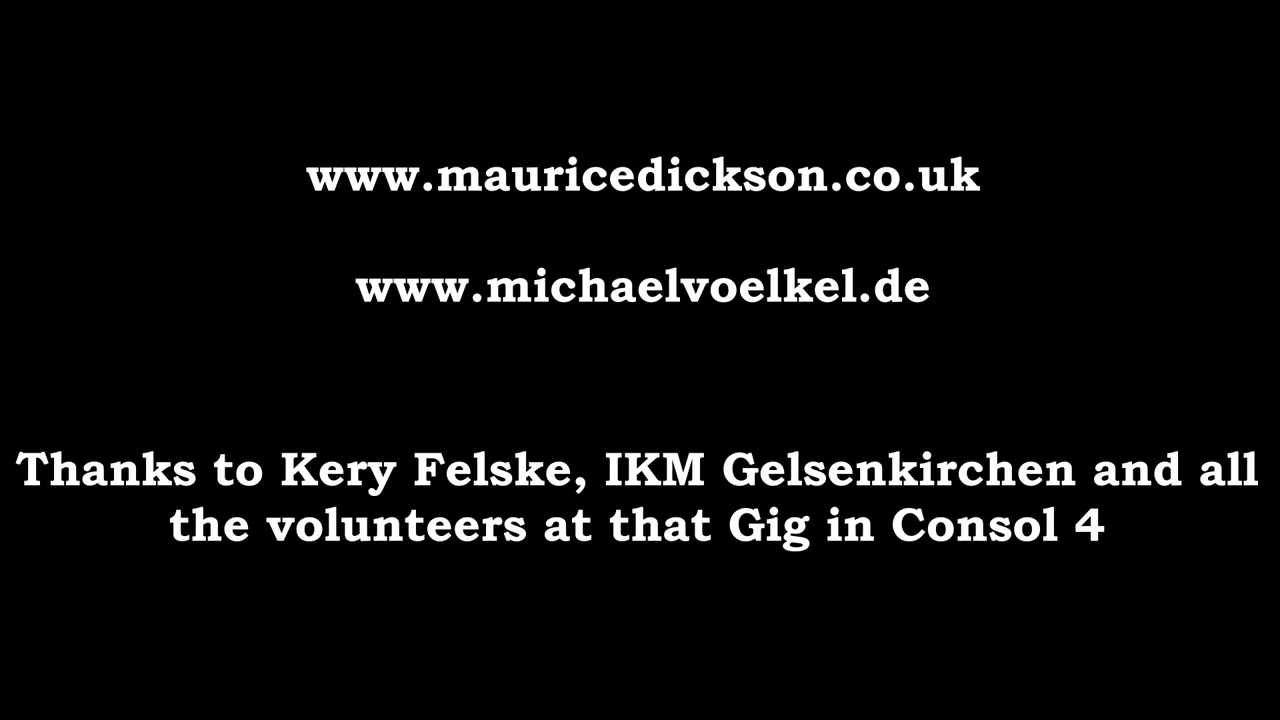 www.mauricedickson.co.uk
www.michaelvoelkel.de
Thanks to Kery Felske, IKM Gelsenkirchen and all
the volunteers at that Gig in Consol 4